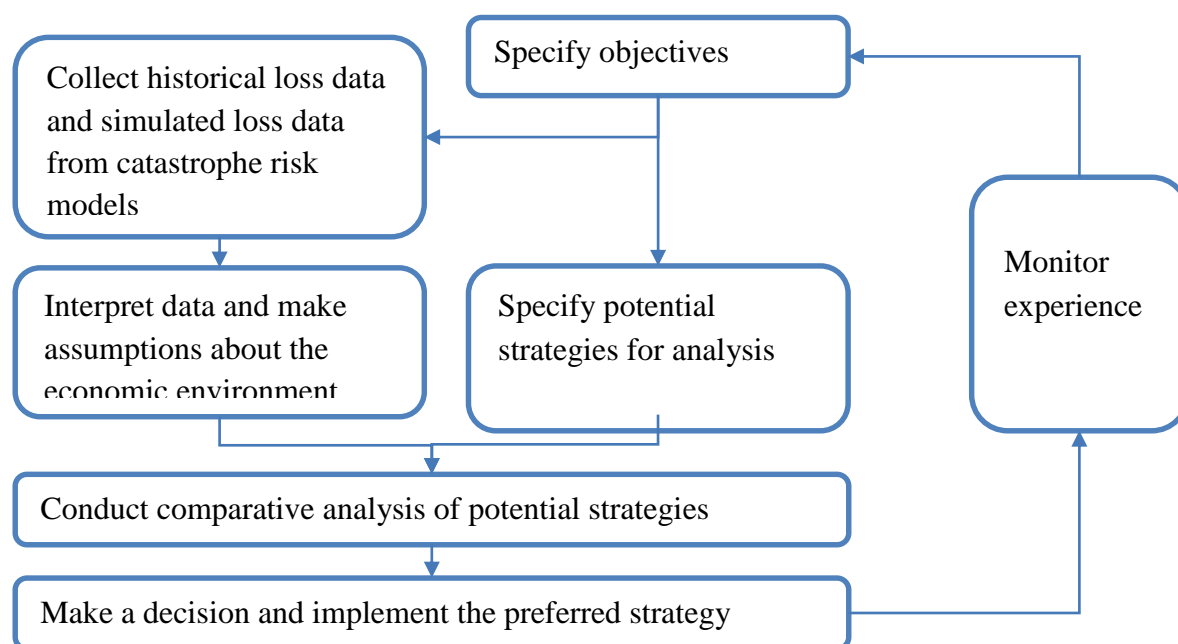 Specify objectives
Collect historical loss data
and simulated loss data
from catastrophe risk
models
Interpret data and make
assumptions about the
economic environment
Specify potential
strategies for analysis
Monitor
experience
Conduct comparative analysis of potential strategies
Make a decision and implement the preferred strategy